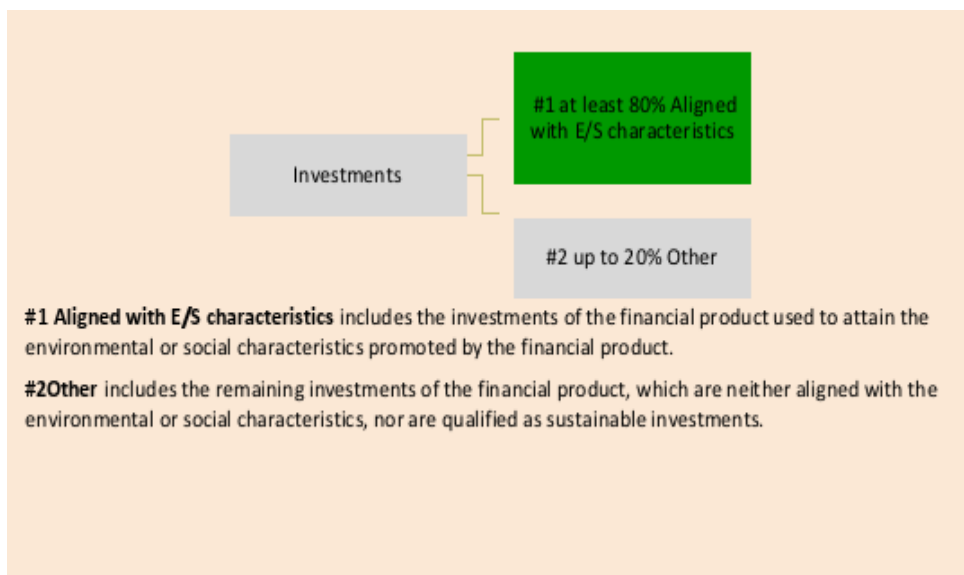 #1 at least 80% Aligned
with E/S characteristics
Investments
#2 up to 20% Other
#1 Aligned with E/S characteristics includes the investments of the financial product used to attain the
environmental or social characteristics promoted by the financial product.
#2Other includes the remaining investments of the financial product, which are neither aligned with the
environmental or social characteristics, nor are qualified as sustainable investments.